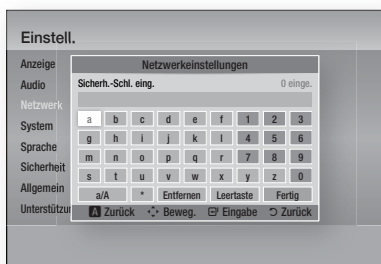 Einstell.
Anzeige
Audio
Netzwerk
System
Sprache
Sicherheit
Allgemein
Netzwerkeinstellungen
Sicherh.-Schl. eing. 0 einge.
a b c d e f 1 2 3
g h i j k l 4 5 6
m n o p q r 7 8 9
s t u v w x y z 0
a/A * Entfernen Leertaste Fertig
A Zurück Beweg. Eingabe Zurück